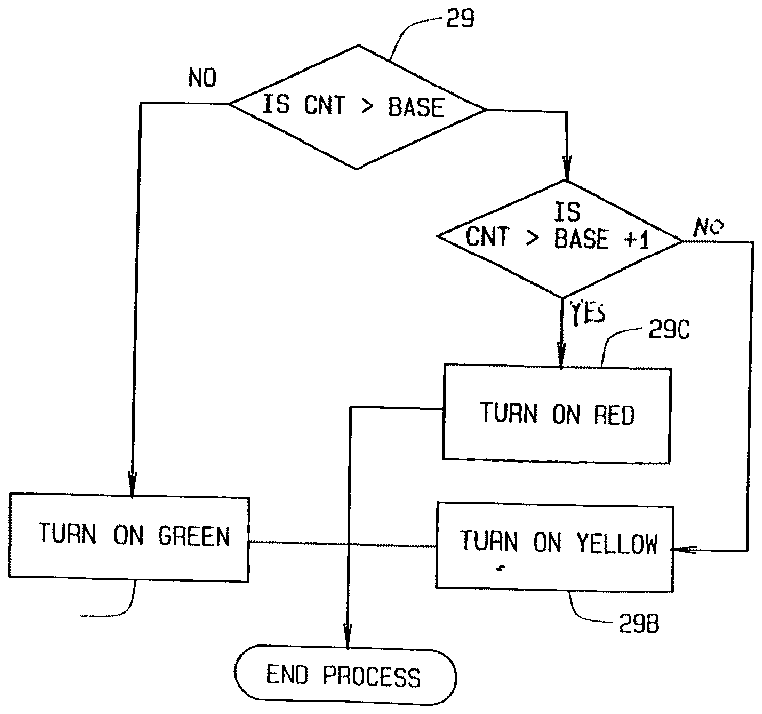 29
NO
IS CNT > BASE
IS
CNT > BASE +1
NO
YES
29C
TURN ON RED
TURN ON GREEN
TURN ON YELLOW
29B
END PROCESS